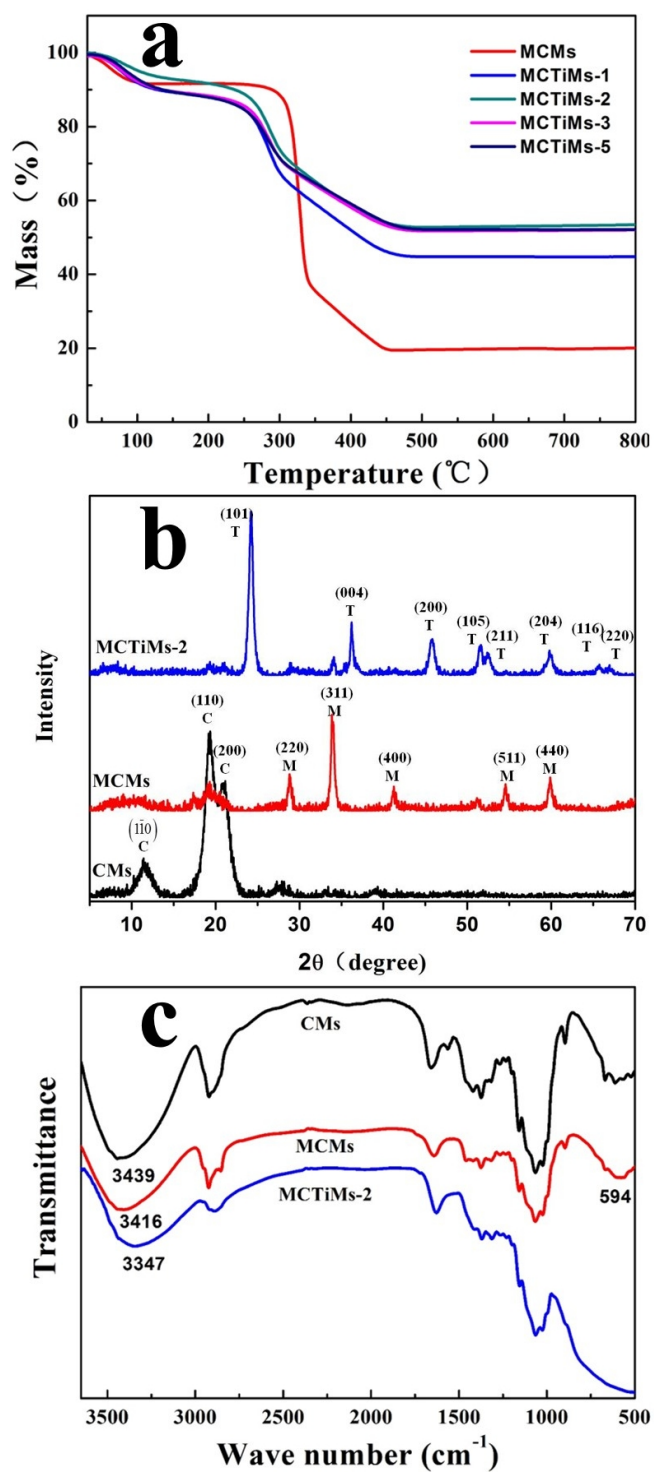 a
MCMs
MCTiMs-1
MCTiMs-2
MCTiMs-3
MCTiMs-5
100
80
60
40
20
0
Mass (%)
100 200 300 400 500 600 700 800
Temperature (℃)
b
(101)
T
(004)
T
(200)
T
(105)
T
(211)
T
(204)
T
(116)
T
(220)
T
MCTiMs-2
(110)
C
(200)
C
(220)
M
(311)
M
(400)
M
(511)
M
(440)
M
MCMs
(1Ī0)
C
CMs
Intensity
10 20 30 40 50 60 70
2θ (degree)
c
CMs
MCMs
MCTiMs-2
3439
3416
3347
594
Transmittance
3500 3000 2500 2000 1500 1000 500
Wave number (cm⁻¹)